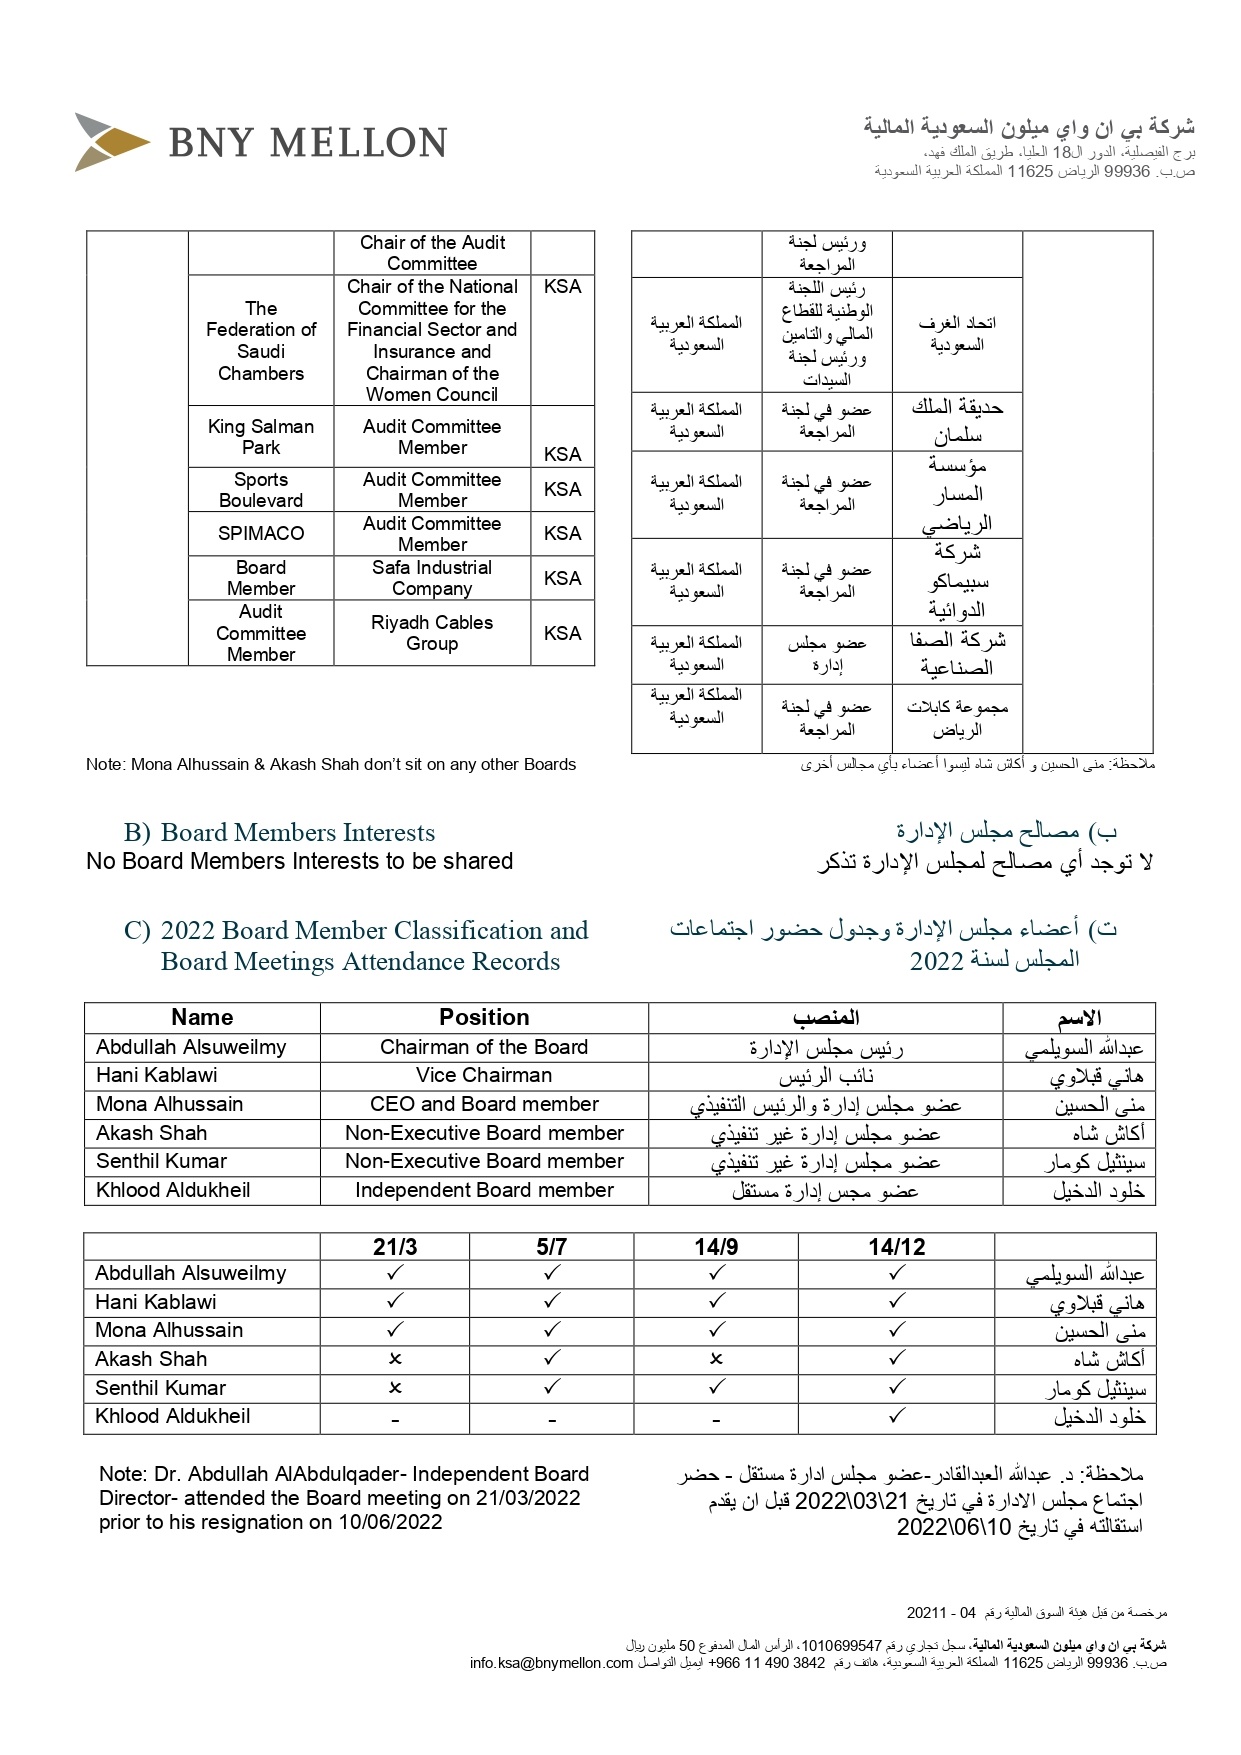 BNY MELLON
شركة بي ان واي ميلون السعودية المالية
برج الفيصلية، الدور ال18 العليا، طريق الملك فهد،
ص.ب. 99936 الرياض 11625 المملكة العربية السعودية
Chair of the Audit
Committee
The
Federation of
Saudi
Chambers
Chair of the National
Committee for the
Financial Sector and
Insurance and
Chairman of the
Women Council
KSA
King Salman
Park
Audit Committee
Member
KSA
Sports
Boulevard
Audit Committee
Member
KSA
SPIMACO
Audit Committee
Member
KSA
Board
Member
Safa Industrial
Company
KSA
Audit
Committee
Member
Riyadh Cables
Group
KSA
ورئيس لجنة
المراجعة
اتحاد الغرف
السعودية
رئيس اللجنة
الوطنية للقطاع
المالي والتامين
ورئيس لجنة
السيدات
المملكة العربية
السعودية
حديقة الملك
سلمان
عضو في لجنة
المراجعة
المملكة العربية
السعودية
مؤسسة
المسار
الرياضي
عضو في لجنة
المراجعة
المملكة العربية
السعودية
شركة
سبيماكو
الدوائية
عضو في لجنة
المراجعة
المملكة العربية
السعودية
شركة الصفا
الصناعية
عضو مجلس
إدارة
المملكة العربية
السعودية
مجموعة كابلات
الرياض
عضو في لجنة
المراجعة
المملكة العربية
السعودية
Note: Mona Alhussain & Akash Shah don’t sit on any other Boards
ملاحظة: منى الحسين و أكاش شاه ليسوا أعضاء بأي مجالس أخرى
B) Board Members Interests
No Board Members Interests to be shared
ب) مصالح مجلس الإدارة
لا توجد أي مصالح لمجلس الإدارة تذكر
C) 2022 Board Member Classification and
Board Meetings Attendance Records
ت) أعضاء مجلس الإدارة وجدول حضور اجتماعات
المجلس لسنة 2022
Name Position المنصب الاسم
Abdullah Alsuweilmy Chairman of the Board رئيس مجلس الإدارة عبدالله السويلمي
Hani Kablawi Vice Chairman نائب الرئيس هاني قبلاوي
Mona Alhussain CEO and Board member عضو مجلس إدارة والرئيس التنفيذي منى الحسين
Akash Shah Non-Executive Board member عضو مجلس إدارة غير تنفيذي أكاش شاه
Senthil Kumar Non-Executive Board member عضو مجلس إدارة غير تنفيذي سينثيل كومار
Khlood Aldukheil Independent Board member عضو مجس إدارة مستقل خلود الدخيل
21/3 5/7 14/9 14/12
Abdullah Alsuweilmy ✓ ✓ ✓ ✓ عبدالله السويلمي
Hani Kablawi ✓ ✓ ✓ ✓ هاني قبلاوي
Mona Alhussain ✓ ✓ ✓ ✓ منى الحسين
Akash Shah × ✓ × ✓ أكاش شاه
Senthil Kumar × ✓ ✓ ✓ سينثيل كومار
Khlood Aldukheil - - - ✓ خلود الدخيل
Note: Dr. Abdullah AlAbdulqader- Independent Board
Director- attended the Board meeting on 21/03/2022
prior to his resignation on 10/06/2022
ملاحظة: د. عبدالله العبدالقادر-عضو مجلس ادارة مستقل - حضر
اجتماع مجلس الادارة في تاريخ 21\03\2022 قبل ان يقدم
استقالته في تاريخ 10\06\2022
مرخصة من قبل هيئة السوق المالية رقم 04 - 20211
شركة بي ان واي ميلون السعودية المالية، سجل تجاري رقم 1010699547، الرأس المال المدفوع 50 مليون ريال
ص.ب. 99936 الرياض 11625 المملكة العربية السعودية، هاتف رقم 3842 490 11 966+ ايميل التواصل info.ksa@bnymellon.com